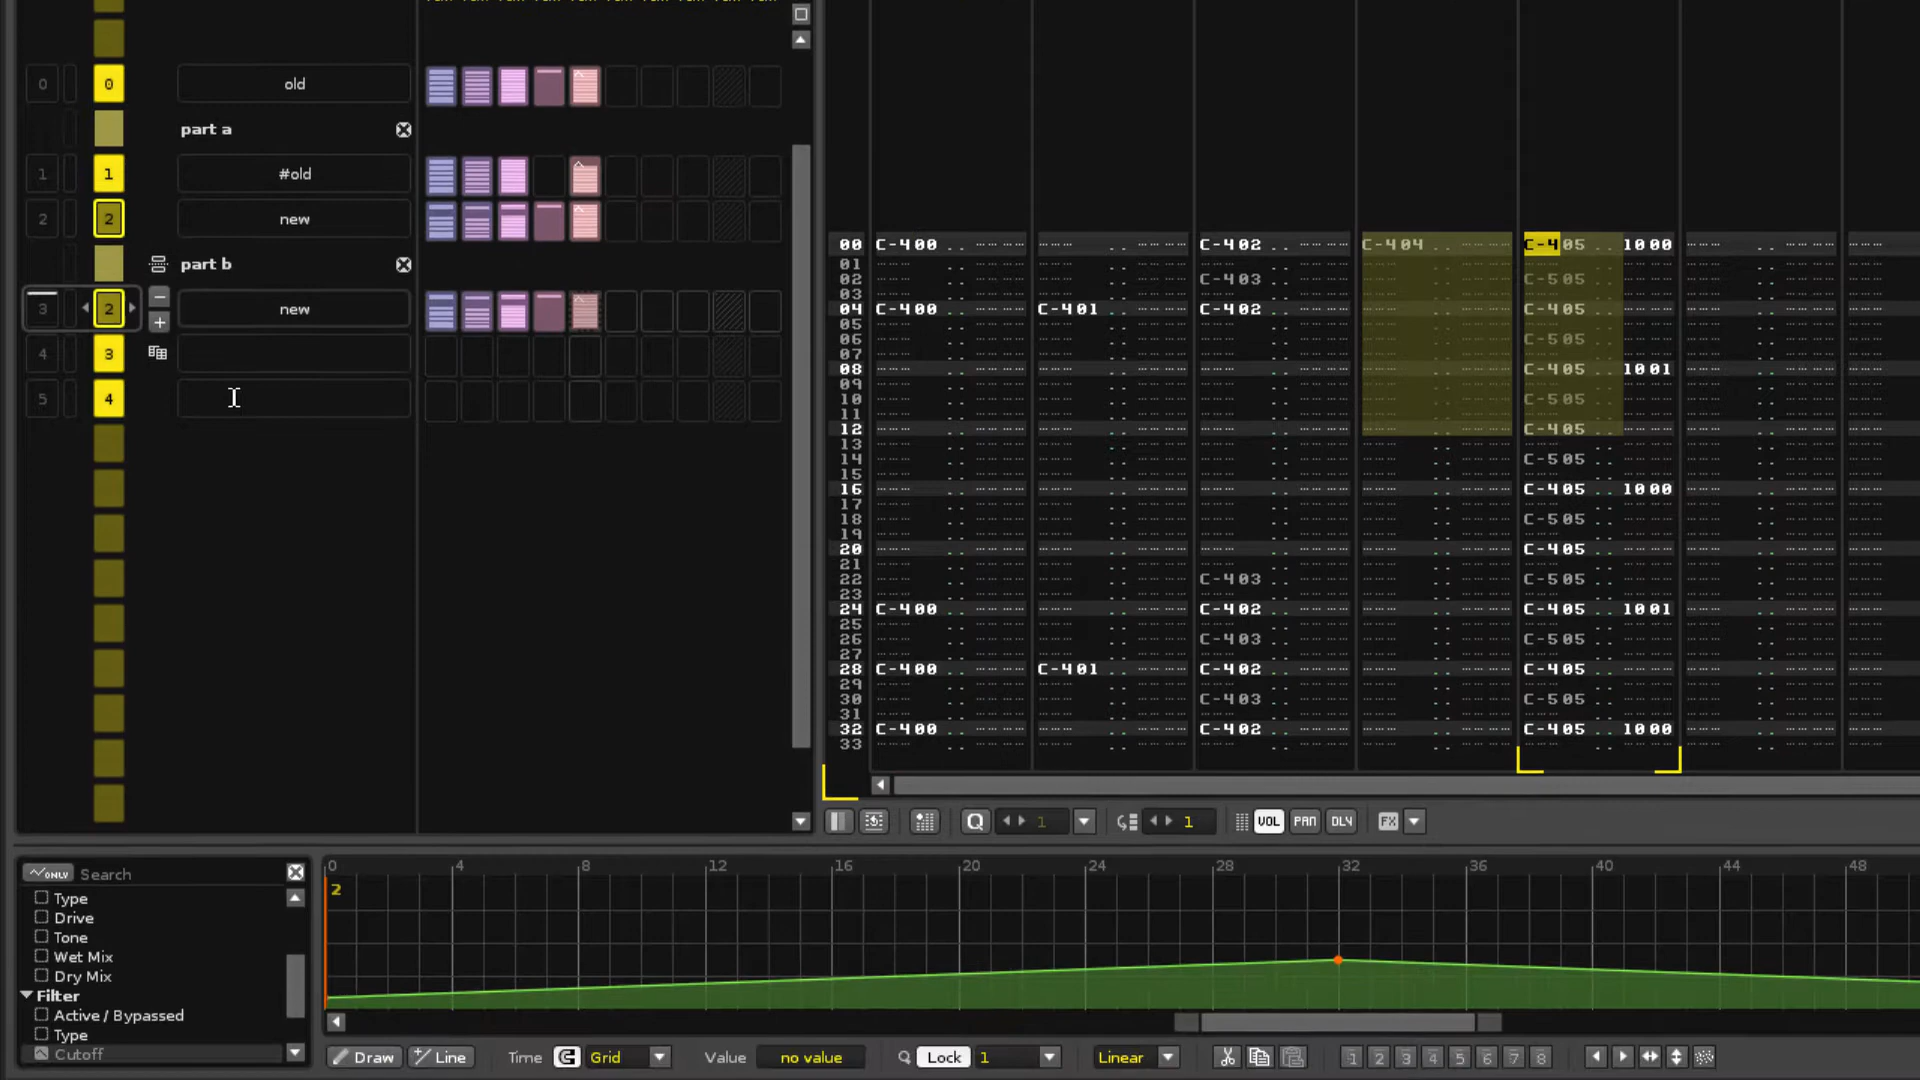 0 0 old
part a
1 1 #old
2 2 new
part b
3 2 new
4 3
5 4
00 C-400 C-402 C-404 C-405 1000
01
02 C-403 C-505
03
04 C-400 C-401 C-402 C-405
05
06 C-505
07
08 C-405 1001
09
10 C-505
11
12 C-405
13
14 C-505
15
16 C-405 1000
17
18 C-505
19
20 C-405
21
22 C-403 C-505
23
24 C-400 C-402 C-405 1001
25
26 C-403 C-505
27
28 C-400 C-401 C-402 C-405
29
30 C-403 C-505
31
32 C-400 C-402 C-405 1000
33
Q 1 1 VOL PAN DLY FX
ONLY Search
Type
Drive
Tone
Wet Mix
Dry Mix
Filter
Active / Bypassed
Type
Cutoff
0 4 8 12 16 20 24 28 32 36 40 44 48
2
Draw Line Time Grid Value no value Lock 1 Linear 1 2 3 4 5 6 7 8